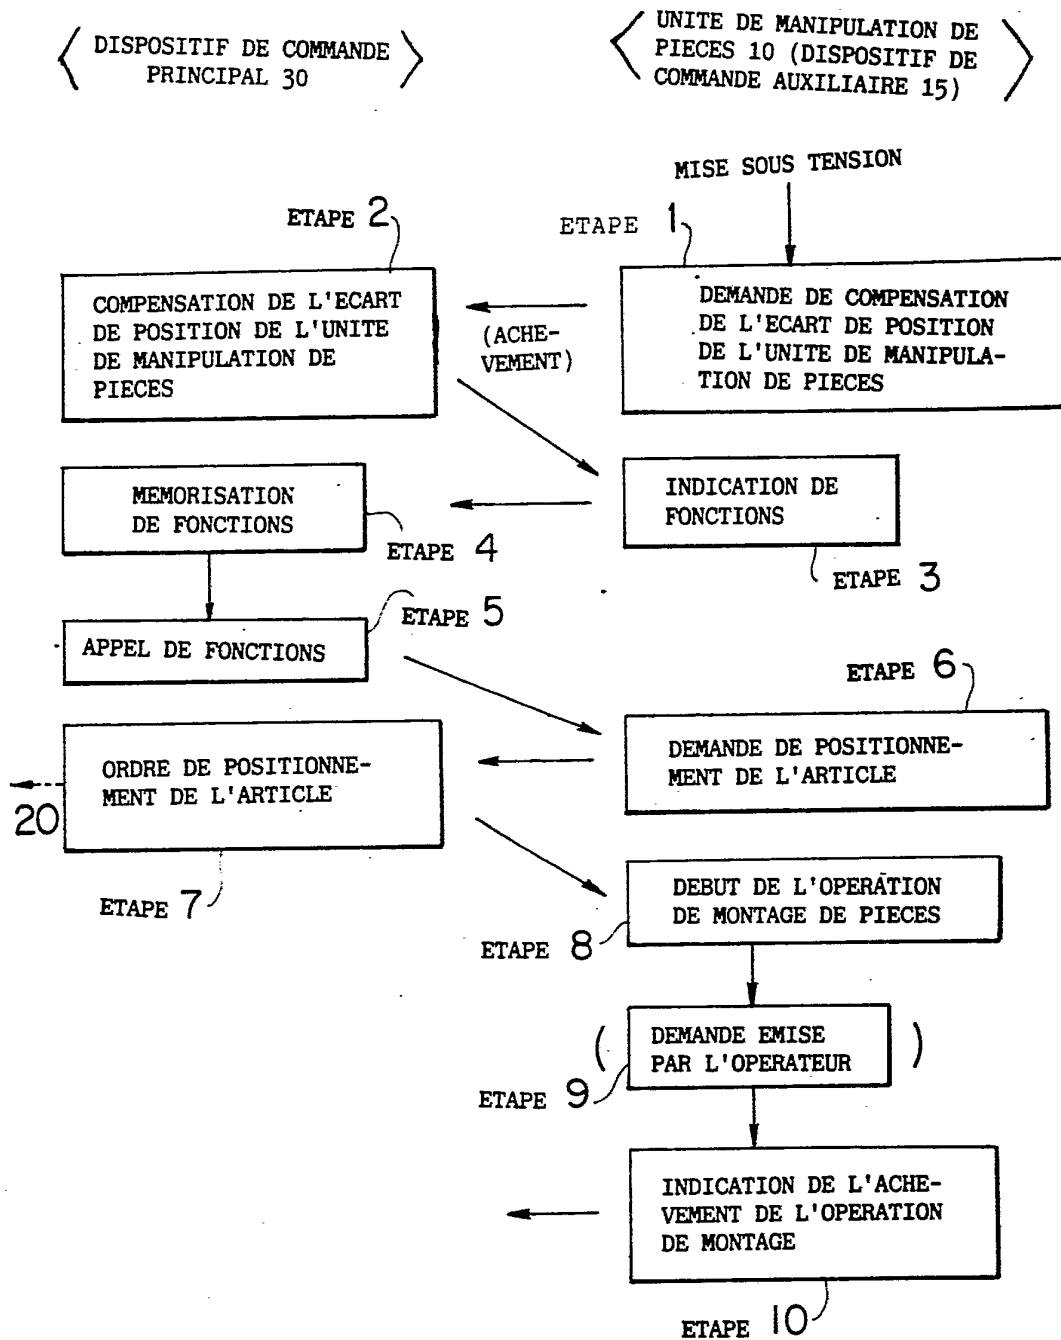 DISPOSITIF DE COMMANDE
PRINCIPAL 30
UNITE DE MANIPULATION DE
PIECES 10 (DISPOSITIF DE
COMMANDE AUXILIAIRE 15)
MISE SOUS TENSION
ETAPE 2
ETAPE 1
COMPENSATION DE L'ECART
DE POSITION DE L'UNITE
DE MANIPULATION DE
PIECES
(ACHE-
VEMENT)
DEMANDE DE COMPENSATION
DE L'ECART DE POSITION
DE L'UNITE DE MANIPULA-
TION DE PIECES
MEMORISATION
DE FONCTIONS
ETAPE 4
INDICATION DE
FONCTIONS
ETAPE 3
ETAPE 5
APPEL DE FONCTIONS
ETAPE 6
ORDRE DE POSITIONNE-
MENT DE L'ARTICLE
20
ETAPE 7
DEMANDE DE POSITIONNE-
MENT DE L'ARTICLE
DEBUT DE L'OPERATION
DE MONTAGE DE PIECES
ETAPE 8
(DEMANDE EMISE
PAR L'OPERATEUR)
ETAPE 9
INDICATION DE L'ACHE-
VEMENT DE L'OPERATION
DE MONTAGE
ETAPE 10